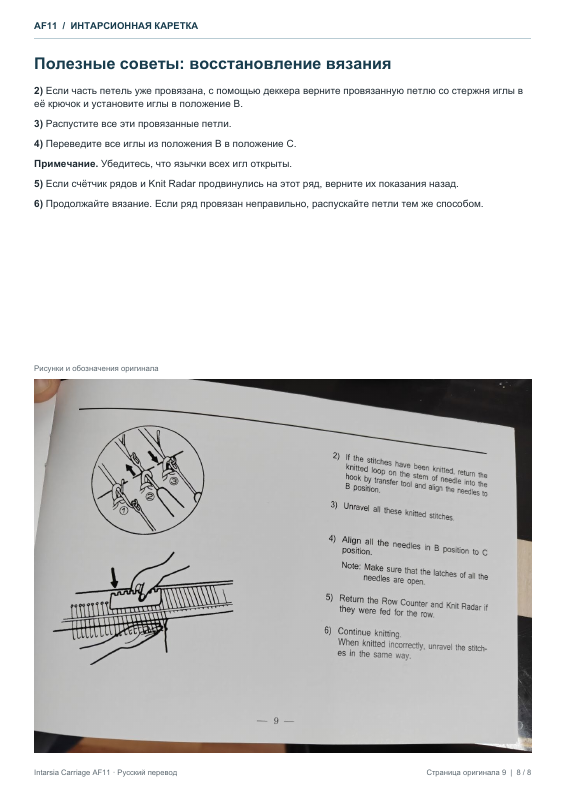 AF11 / ИНТАРСИОННАЯ КАРЕТКА
Полезные советы: восстановление вязания
2) Если часть петель уже провязана, с помощью деккера верните провязанную петлю со стержня иглы в
её крючок и установите иглы в положение B.
3) Распустите все эти провязанные петли.
4) Переведите все иглы из положения B в положение C.
Примечание. Убедитесь, что язычки всех игл открыты.
5) Если счётчик рядов и Knit Radar продвинулись на этот ряд, верните их показания назад.
6) Продолжайте вязание. Если ряд провязан неправильно, распускайте петли тем же способом.
Рисунки и обозначения оригинала
① ② ③
2) If the stitches have been knitted, return the
knitted loop on the stem of needle into the
hook by transfer tool and align the needles to
B position.
3) Unravel all these knitted stitches.
4) Align all the needles in B position to C
position.
Note: Make sure that the latches of all the
needles are open.
5) Return the Row Counter and Knit Radar if
they were fed for the row.
6) Continue knitting.
When knitted incorrectly, unravel the stitch-
es in the same way.
— 9 —
Intarsia Carriage AF11 · Русский перевод
Страница оригинала 9 | 8 / 8